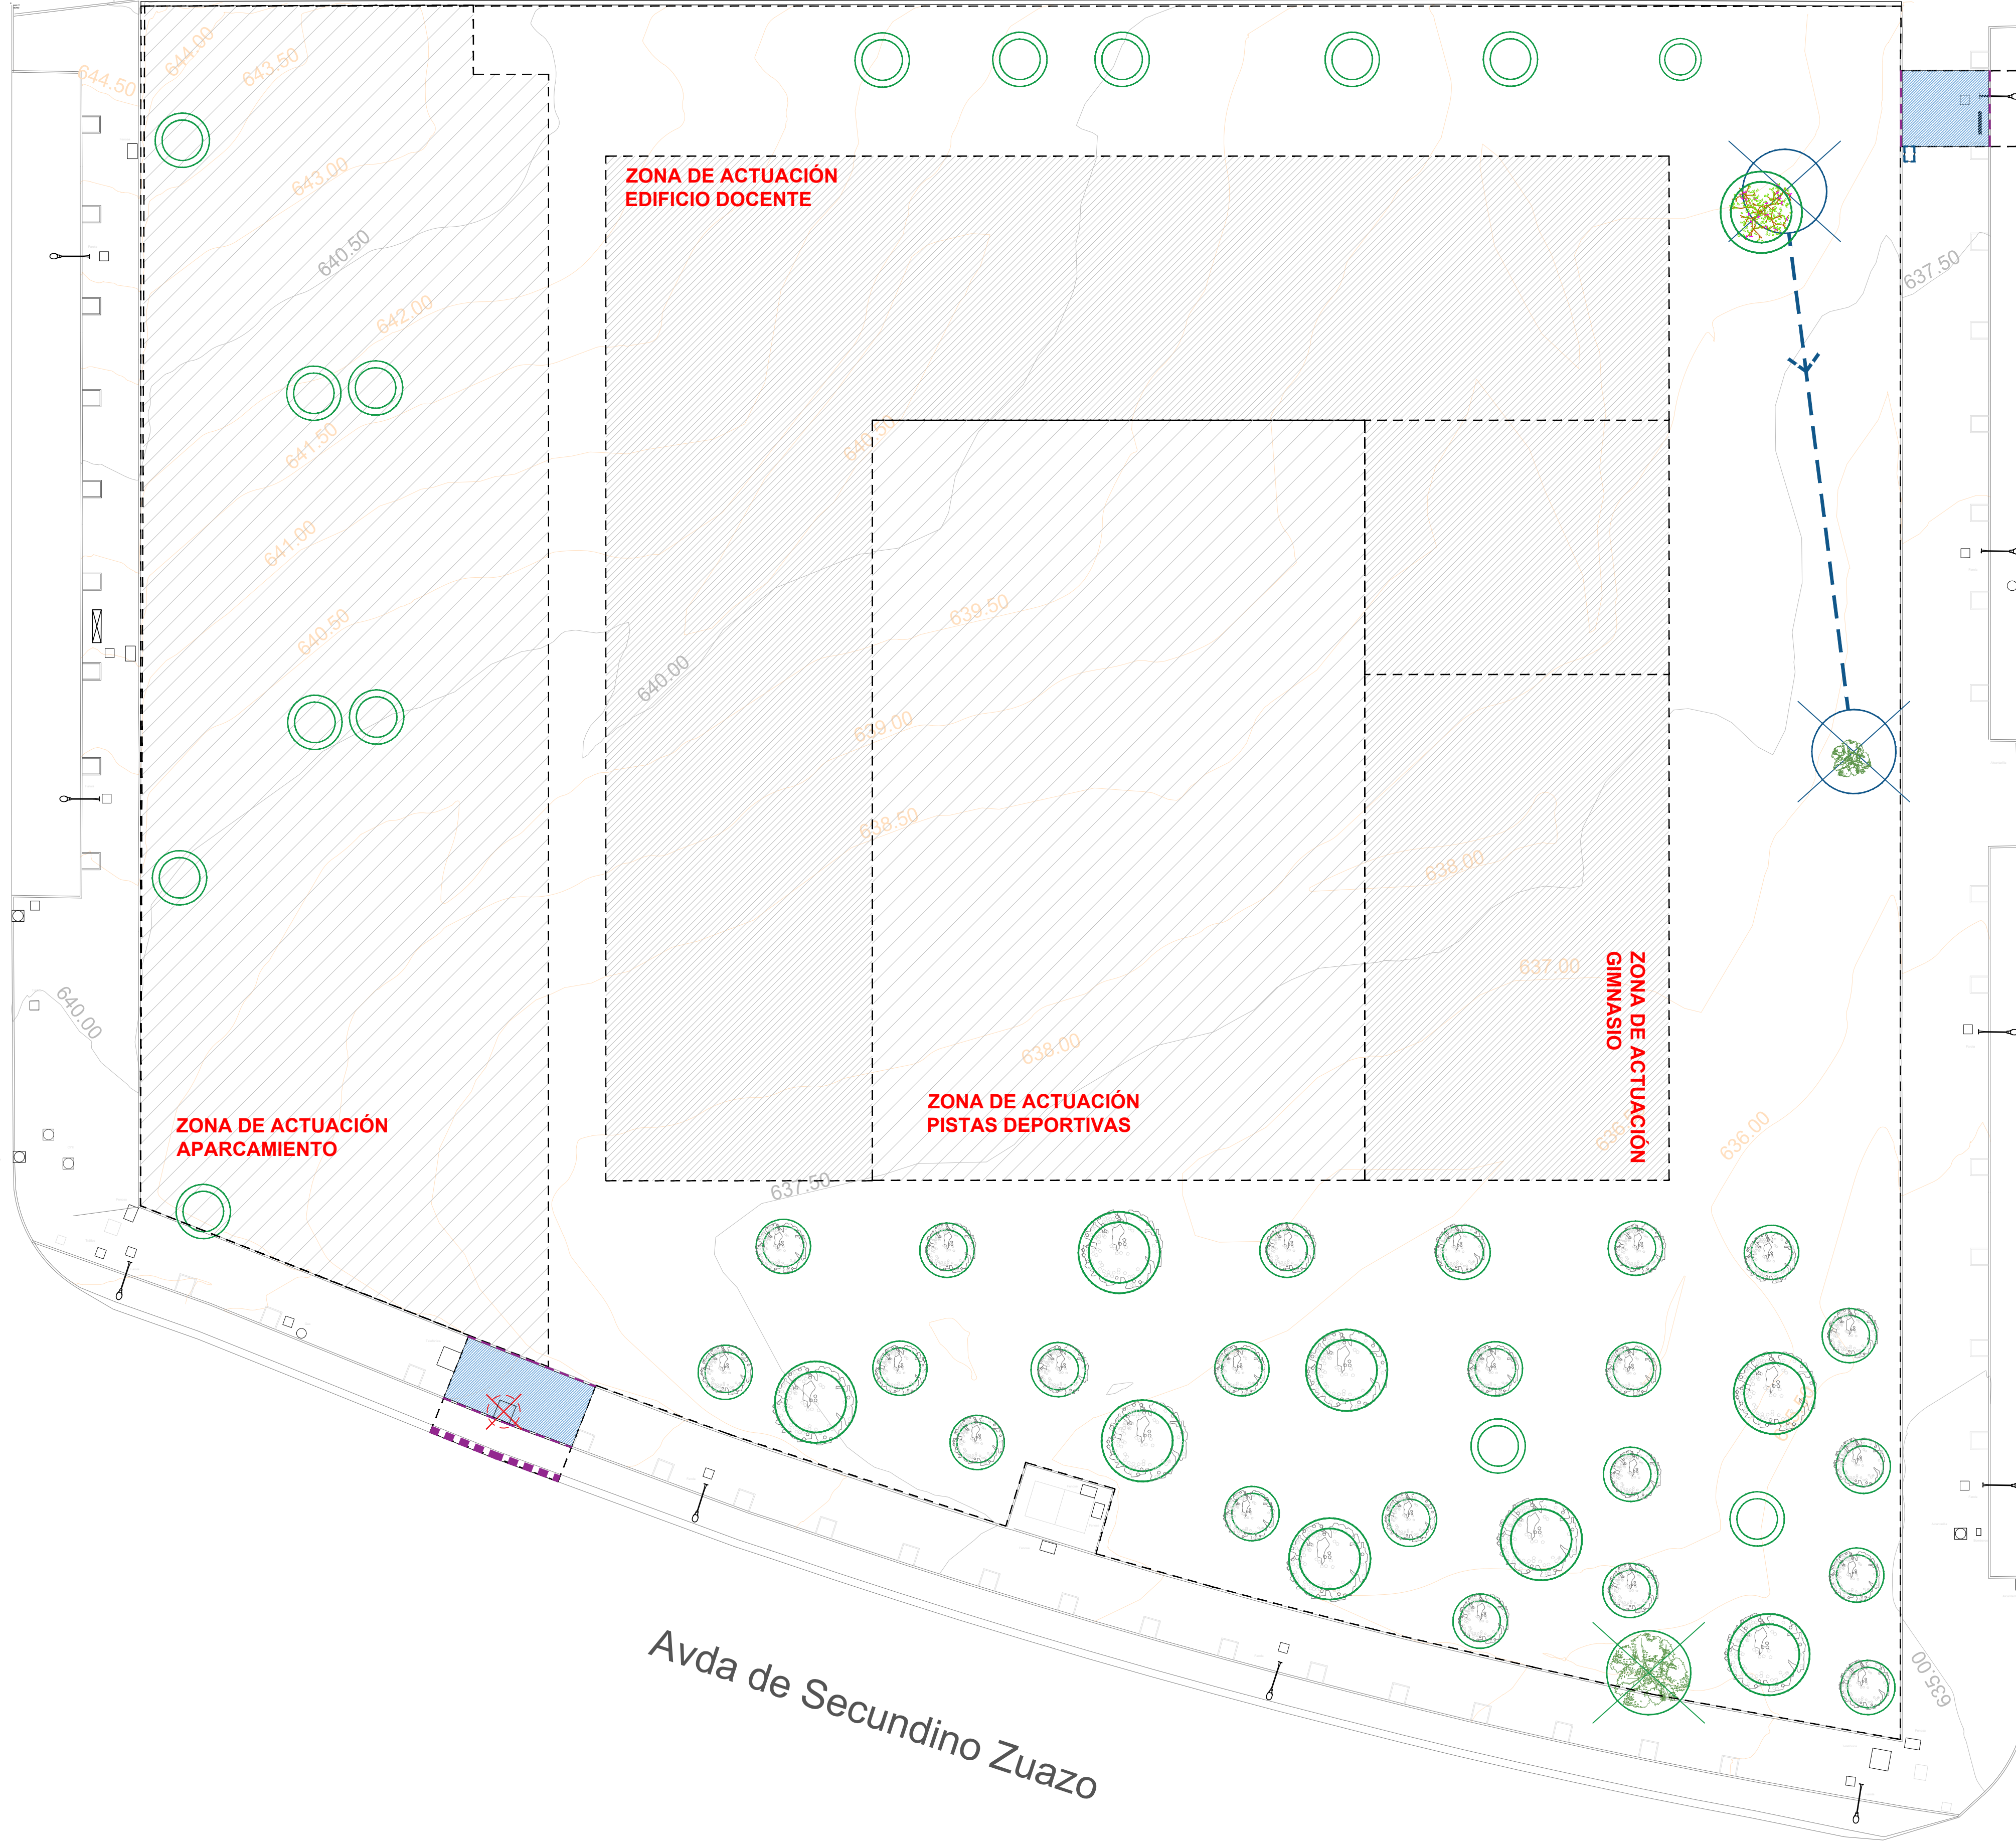 644.00
643.50
644.50
643.00
ZONA DE ACTUACIÓN
EDIFICIO DOCENTE
640.50
637.50
642.00
641.50
640.50
641.00
639.50
640.50
640.00
639.00
638.50
638.00
637.00
640.00
638.00
ZONA DE ACTUACIÓN
GIMNASIO
ZONA DE ACTUACIÓN
PISTAS DEPORTIVAS
ZONA DE ACTUACIÓN
APARCAMIENTO
636.00
637.50
635.00
Avda de Secundino Zuazo